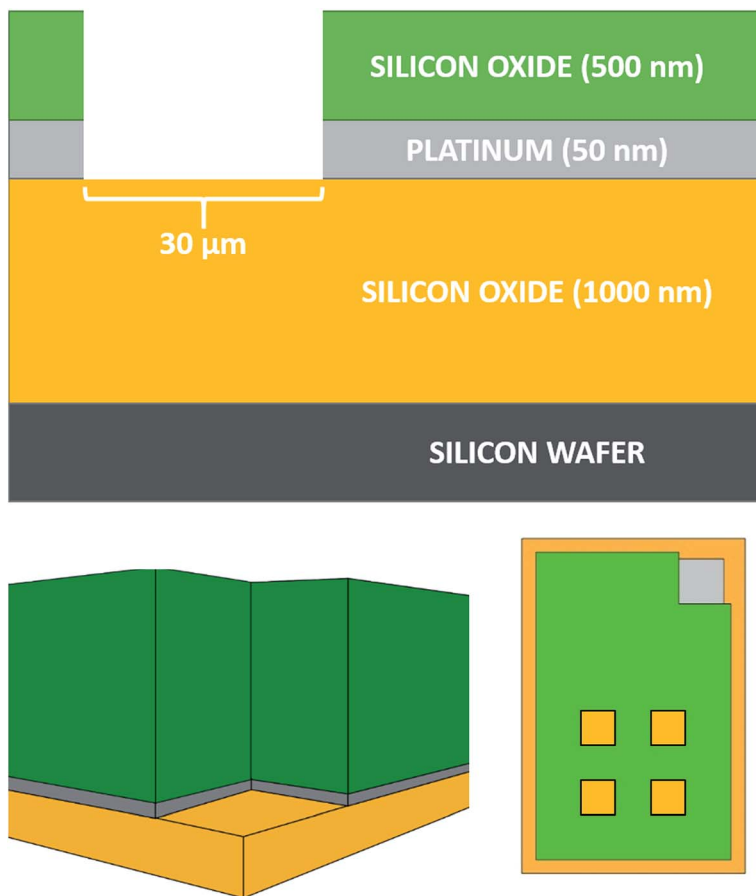 SILICON OXIDE (500 nm)
PLATINUM (50 nm)
30 µm
SILICON OXIDE (1000 nm)
SILICON WAFER